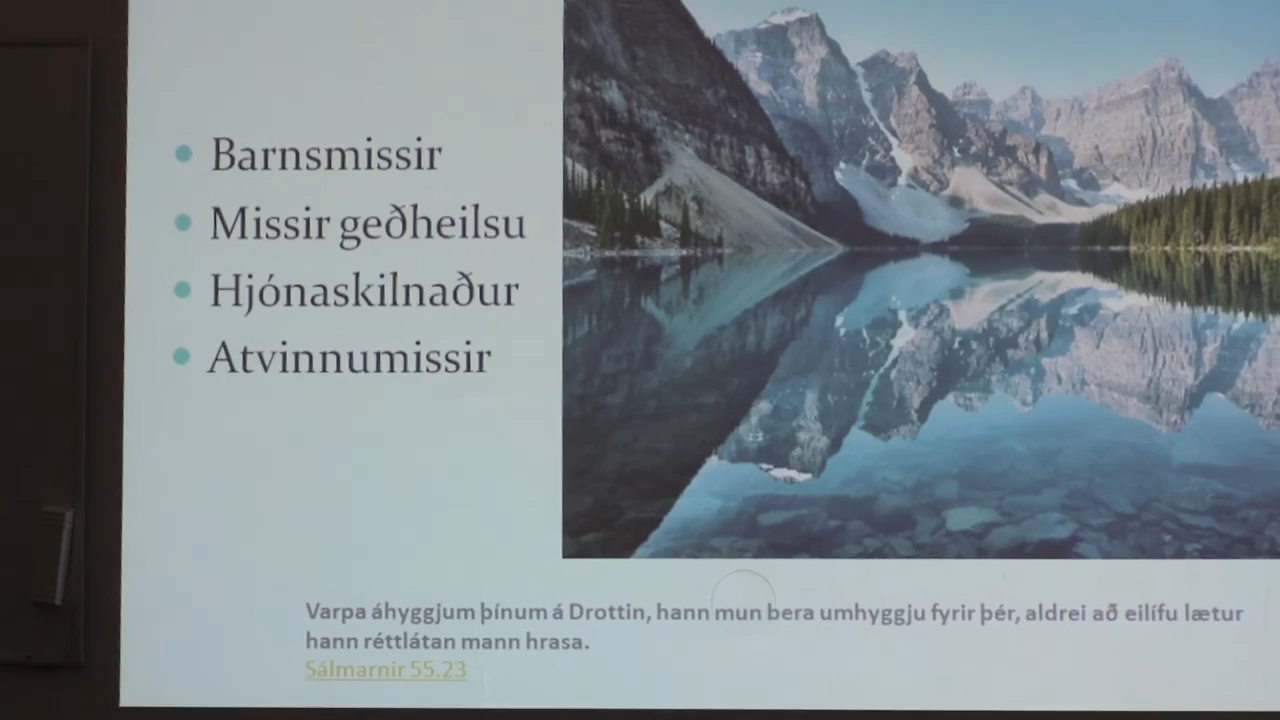 Barnsmissir
Missir geðheilsu
Hjónaskilnaður
Atvinnumissir
Varpa áhyggjum þínum á Drottin, hann mun bera umhyggju fyrir þér, aldrei að eilífu lætur
hann réttlátan mann hrasa.
Sálmarnir 55.23